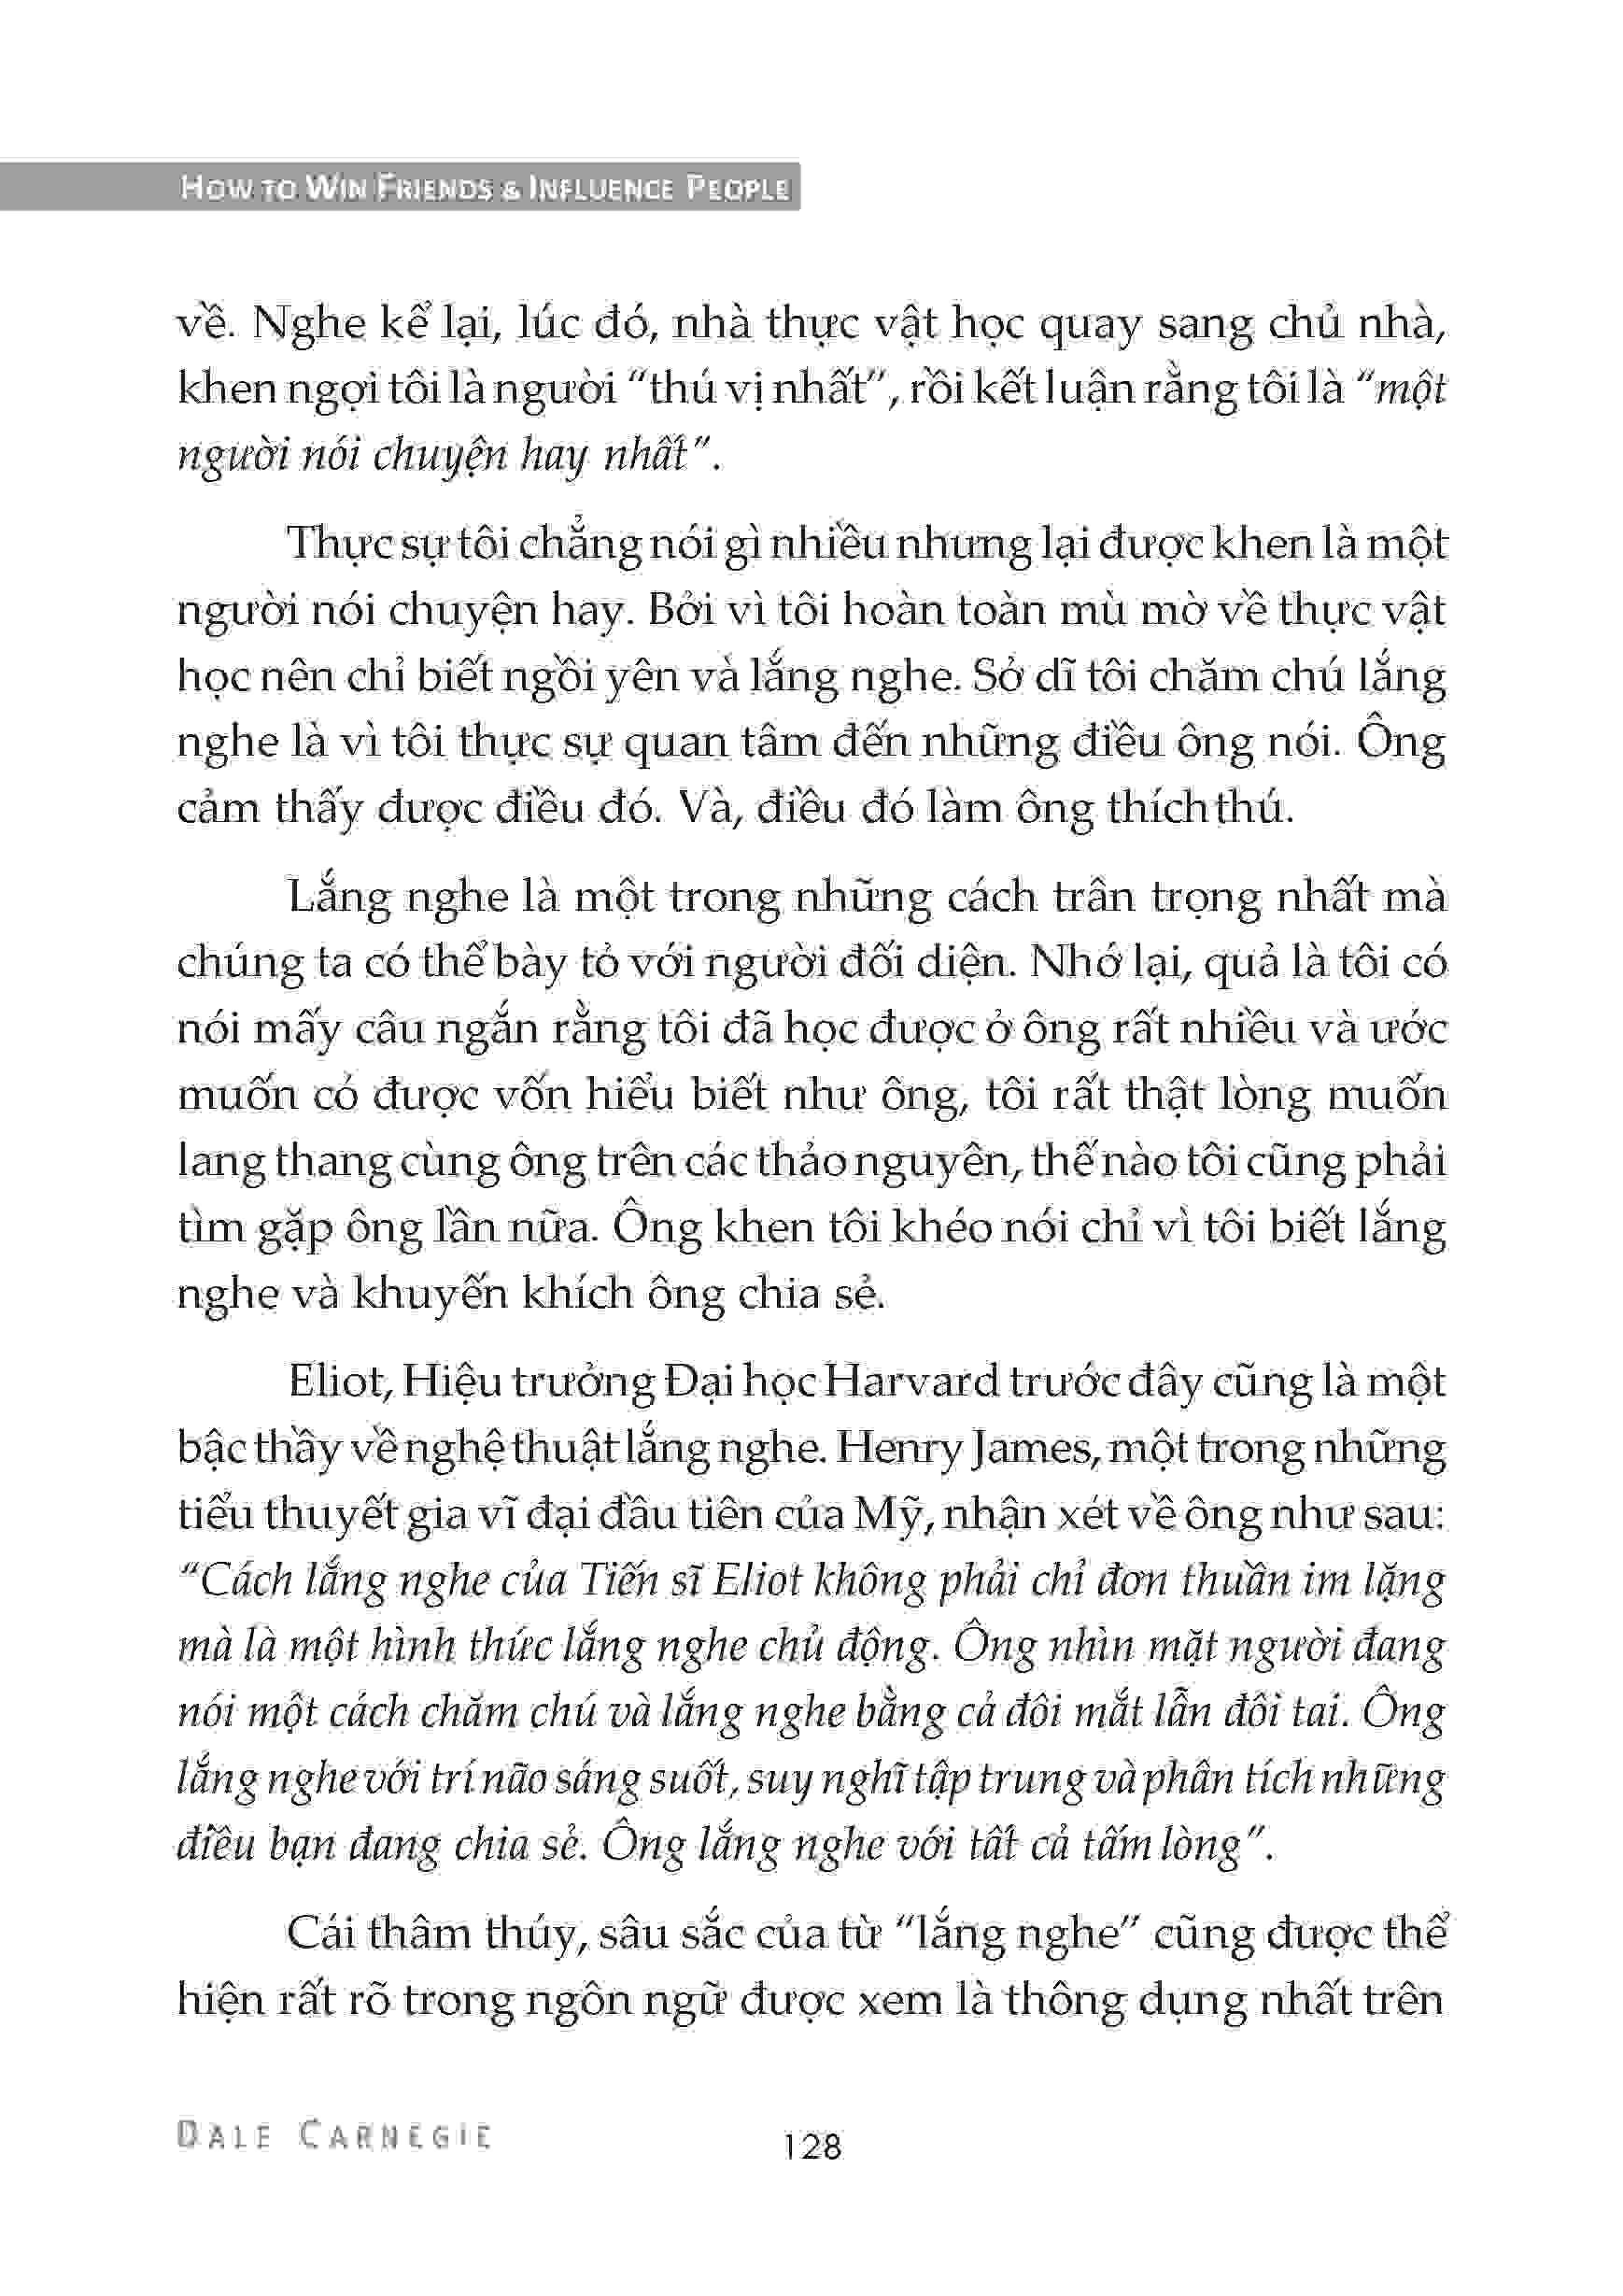 HOW TO WIN FRIENDS & INFLUENCE PEOPLE
về. Nghe kể lại, lúc đó, nhà thực vật học quay sang chủ nhà,
khen ngợi tôi là người “thú vị nhất”, rồi kết luận rằng tôi là “một
người nói chuyện hay nhất”.
Thực sự tôi chẳng nói gì nhiều nhưng lại được khen là một
người nói chuyện hay. Bởi vì tôi hoàn toàn mù mờ về thực vật
học nên chỉ biết ngồi yên và lắng nghe. Sở dĩ tôi chăm chú lắng
nghe là vì tôi thực sự quan tâm đến những điều ông nói. Ông
cảm thấy được điều đó. Và, điều đó làm ông thích thú.
Lắng nghe là một trong những cách trân trọng nhất mà
chúng ta có thể bày tỏ với người đối diện. Nhớ lại, quả là tôi có
nói mấy câu ngắn rằng tôi đã học được ở ông rất nhiều và ước
muốn có được vốn hiểu biết như ông, tôi rất thật lòng muốn
lang thang cùng ông trên các thảo nguyên, thế nào tôi cũng phải
tìm gặp ông lần nữa. Ông khen tôi khéo nói chỉ vì tôi biết lắng
nghe và khuyến khích ông chia sẻ.
Eliot, Hiệu trưởng Đại học Harvard trước đây cũng là một
bậc thầy về nghệ thuật lắng nghe. Henry James, một trong những
tiểu thuyết gia vĩ đại đầu tiên của Mỹ, nhận xét về ông như sau:
“Cách lắng nghe của Tiến sĩ Eliot không phải chỉ đơn thuần im lặng
mà là một hình thức lắng nghe chủ động. Ông nhìn mặt người đang
nói một cách chăm chú và lắng nghe bằng cả đôi mắt lẫn đôi tai. Ông
lắng nghe với trí não sáng suốt, suy nghĩ tập trung và phân tích những
điều bạn đang chia sẻ. Ông lắng nghe với tất cả tấm lòng”.
Cái thâm thúy, sâu sắc của từ “lắng nghe” cũng được thể
hiện rất rõ trong ngôn ngữ được xem là thông dụng nhất trên
DALE CARNEGIE
128